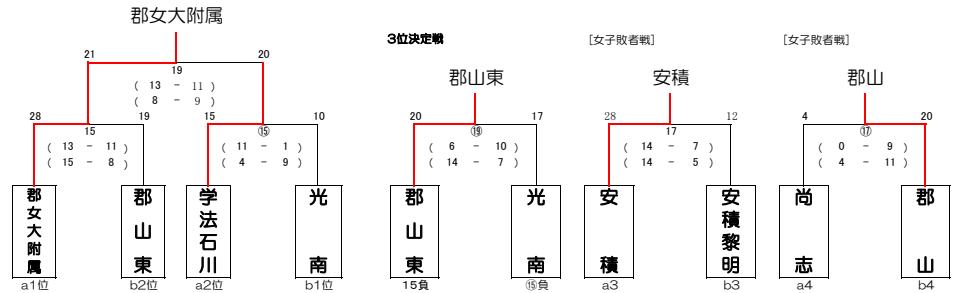 郡女大附属
3位決定戦
[女子敗者戦]
[女子敗者戦]
21
20
郡山東
安積
郡山
19
( 13 - 11 )
( 8 - 9 )
28
19
15
10
20
17
28
12
4
20
15
⑮
⑲
17
⑰
( 13 - 11 )
( 11 - 1 )
( 6 - 10 )
( 14 - 7 )
( 0 - 9 )
( 15 - 8 )
( 4 - 9 )
( 14 - 7 )
( 14 - 5 )
( 4 - 11 )
郡女大附属
郡山東
学法石川
光南
郡山東
光南
安積
安積黎明
尚志
郡山
a1位
b2位
a2位
b1位
15負
⑮負
a3
b3
a4
b4